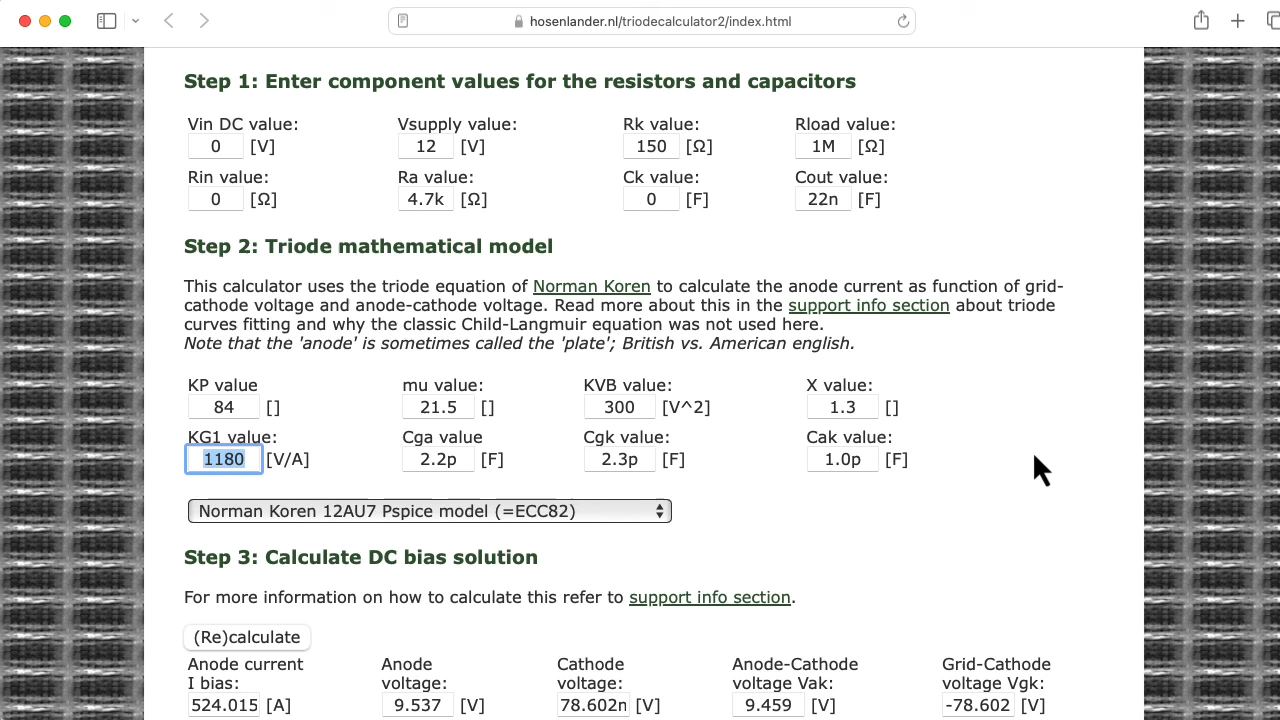 hosenlander.nl/triodecalculator2/index.html
Step 1: Enter component values for the resistors and capacitors
Vin DC value: Vsupply value: Rk value: Rload value:
0 [V] 12 [V] 150 [Ω] 1M [Ω]
Rin value: Ra value: Ck value: Cout value:
0 [Ω] 4.7k [Ω] 0 [F] 22n [F]
Step 2: Triode mathematical model
This calculator uses the triode equation of Norman Koren to calculate the anode current as function of grid-
cathode voltage and anode-cathode voltage. Read more about this in the support info section about triode
curves fitting and why the classic Child-Langmuir equation was not used here.
Note that the 'anode' is sometimes called the 'plate'; British vs. American english.
KP value mu value: KVB value: X value:
84 [] 21.5 [] 300 [V^2] 1.3 []
KG1 value: Cga value Cgk value: Cak value:
1180 [V/A] 2.2p [F] 2.3p [F] 1.0p [F]
Norman Koren 12AU7 Pspice model (=ECC82)
Step 3: Calculate DC bias solution
For more information on how to calculate this refer to support info section.
(Re)calculate
Anode current Anode Cathode Anode-Cathode Grid-Cathode
I bias: voltage: voltage: voltage Vak: voltage Vgk:
524.015 [A] 9.537 [V] 78.602m [V] 9.459 [V] -78.602 [V]